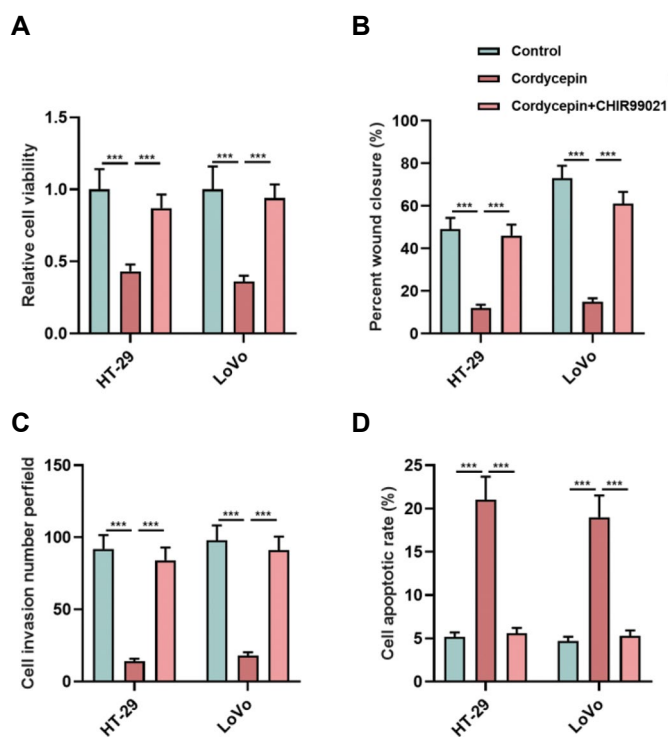 A
B
Control
Cordycepin
Cordycepin+CHIR99021
Relative cell viability
1.5
1.0
0.5
0.0
*** ***
*** ***
HT-29
LoVo
Percent wound closure (%)
100
80
60
40
20
0
*** ***
*** ***
HT-29
LoVo
C
D
Cell invasion number perfield
150
100
50
0
*** ***
*** ***
HT-29
LoVo
Cell apoptotic rate (%)
25
20
15
10
5
0
*** ***
*** ***
HT-29
LoVo